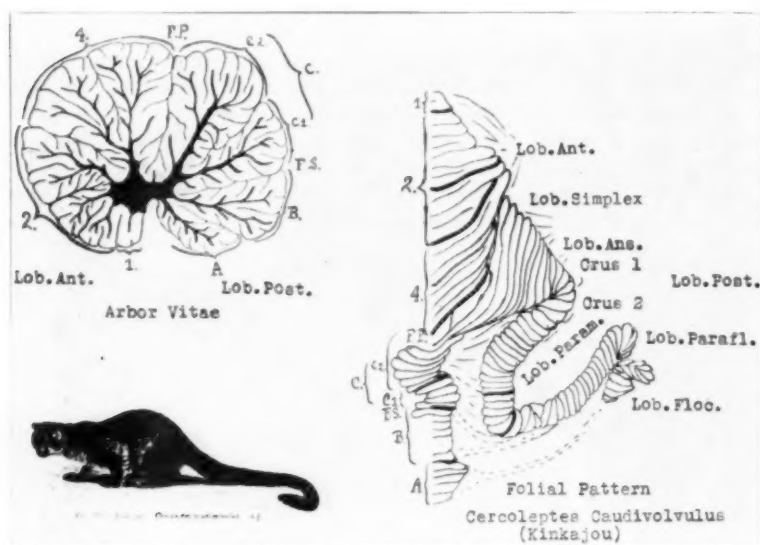 4.
F.P.
C2
C.
C1
F.S.
B.
2.
1.
A
Lob.Ant.
Lob.Post.
Arbor Vitae
1.
2.
4.
F.P.
C2
C.
C1
F.S.
B
A
Lob.Ant.
Lob.Simplex
Lob.Ans.
Crus 1
Crus 2
Lob.Post.
Lob.Param.
Lob.Parafl.
Lob.Floc.
Folial Pattern
Cercoleptes Caudivolvulus
(Kinkajou)